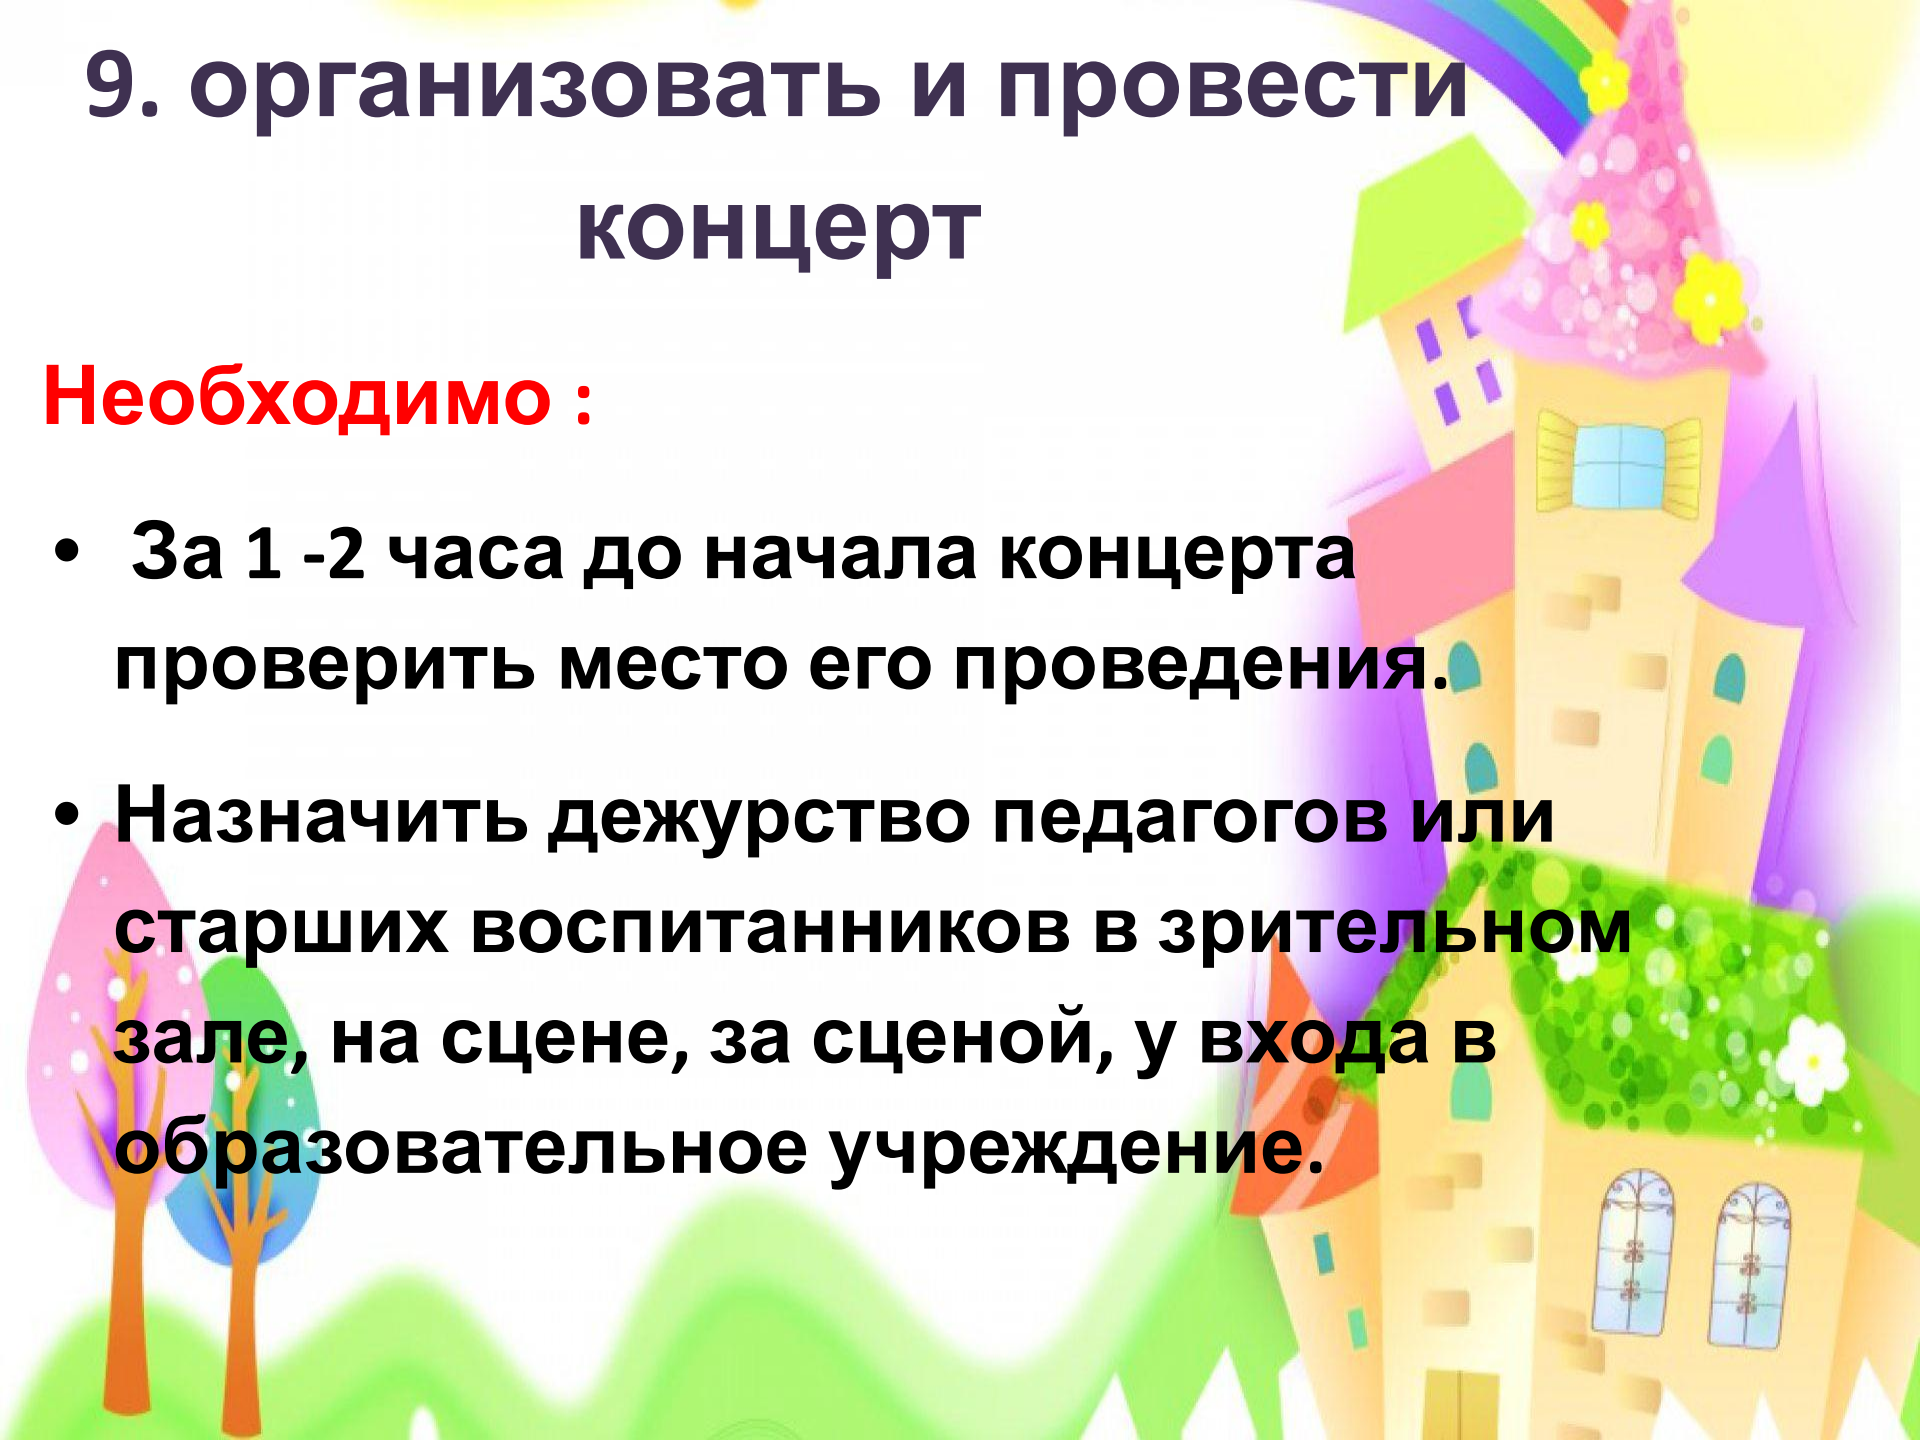 9. организовать и провести
концерт
Необходимо :
• За 1 -2 часа до начала концерта
проверить место его проведения.
• Назначить дежурство педагогов или
старших воспитанников в зрительном
зале, на сцене, за сценой, у входа в
образовательное учреждение.